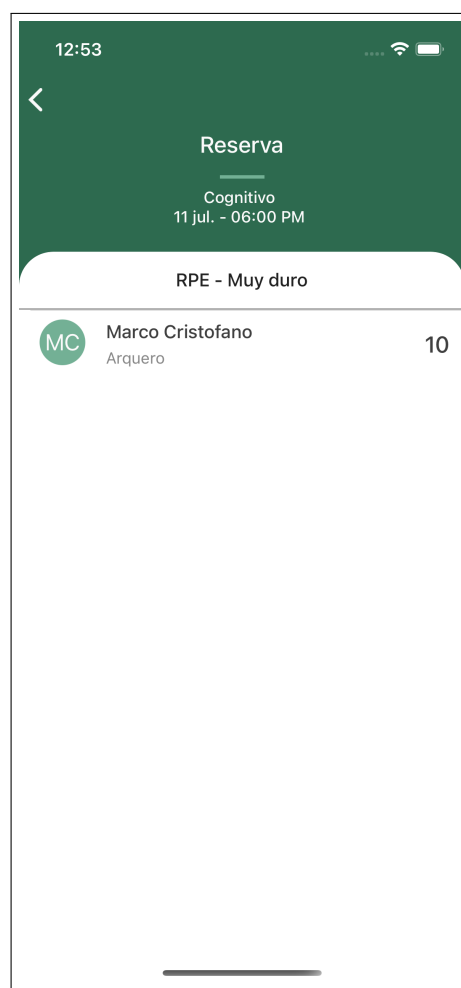 12:53
Reserva
Cognitivo
11 jul. - 06:00 PM
RPE - Muy duro
MC
Marco Cristofano
Arquero
10